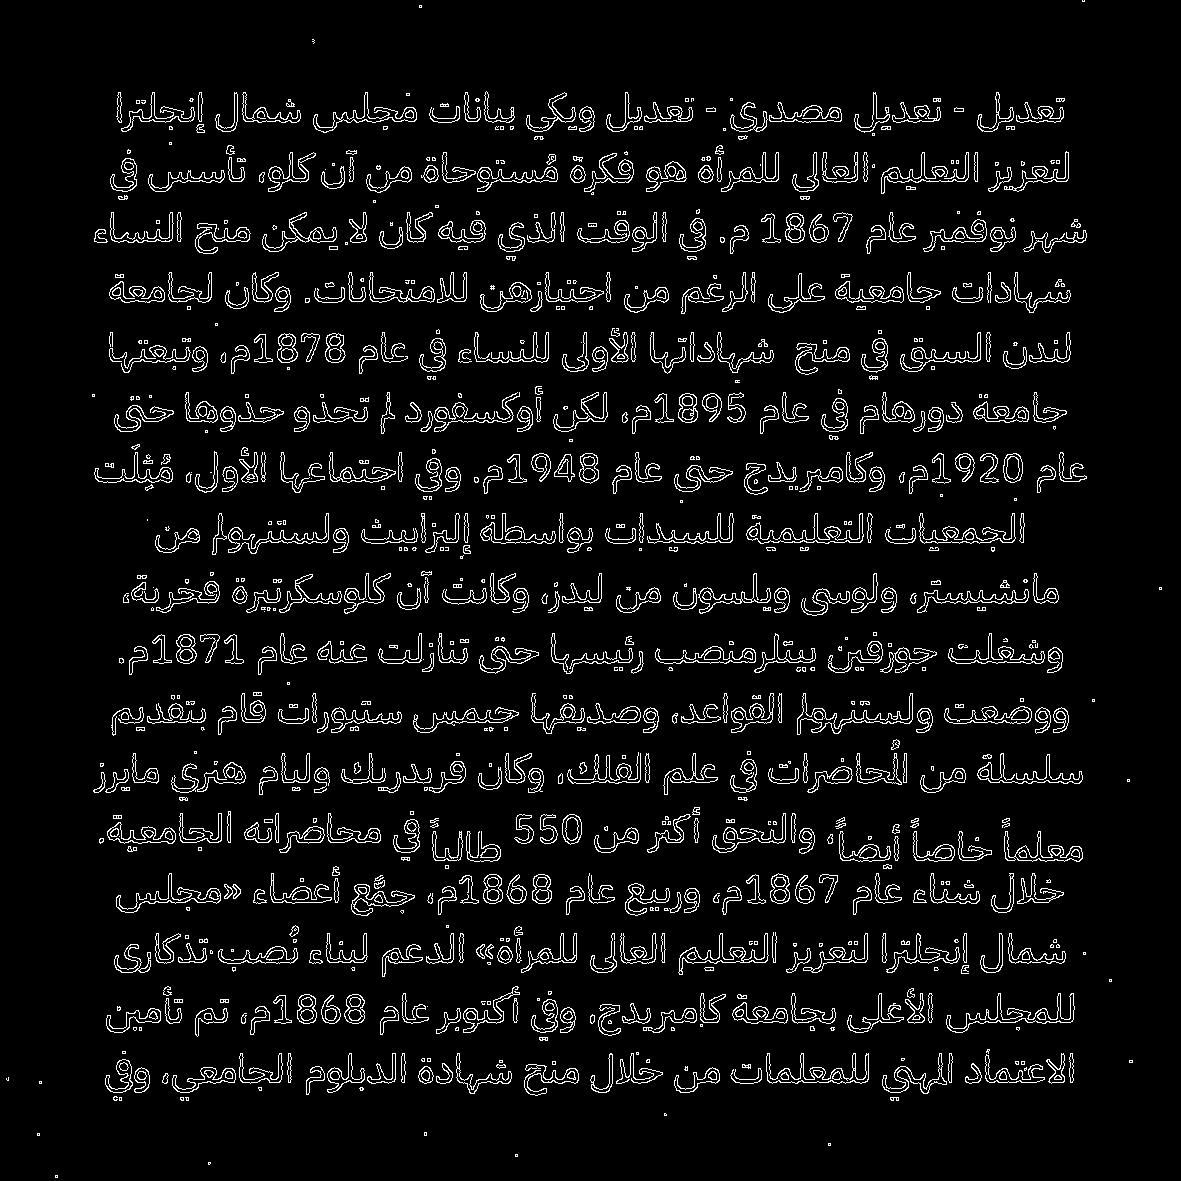 تعديل - تعديل مصدري - تعديل ويكي بيانات مجلس شمال إنجلترا
لتعزيز التعليم العالي للمرأة هو فكرة مُستوحاة من آن كلو، تأسس في
شهر نوفمبر عام 1867 م. في الوقت الذي فيه كان لا يمكن منح النساء
شهادات جامعية على الرغم من اجتيازهن للامتحانات. وكان لجامعة
لندن السبق في منح شهاداتها الأولى للنساء في عام 1878م، وتبعتها
جامعة دورهام في عام 1895م، لكن أوكسفورد لم تحذو حذوها حتى
عام 1920م، وكامبريدج حتى عام 1948م. وفي اجتماعها الأول، مُثِلَت
الجمعيات التعليمية للسيدات بواسطة إليزابيث ولستنهولم من
مانشيستر، ولوسى ويلسون من ليدز، وكانت آن كلوسكرتيرة فخرية،
وشغلت جوزفين بيتلرمنصب رئيسها حتى تنازلت عنه عام 1871م.
ووضعت ولستنهولم القواعد، وصديقها جيمس ستيورات قام بتقديم
سلسلة من المُحاضرات في علم الفلك، وكان فريدريك وليام هنري مايرز
معلماً خاصاً أيضاً، والتحق أكثر من 550 طالباً في محاضراته الجامعية.
خلال شتاء عام 1867م، وربيع عام 1868م، جمَّع أعضاء «مجلس
شمال إنجلترا لتعزيز التعليم العالى للمرأة» الدعم لبناء نُصب تذكارى
للمجلس الأعلى بجامعة كامبريدج. وفي أكتوبر عام 1868م، تم تأمين
الاعتماد المهني للمعلمات من خلال منح شهادة الدبلوم الجامعي، وفي